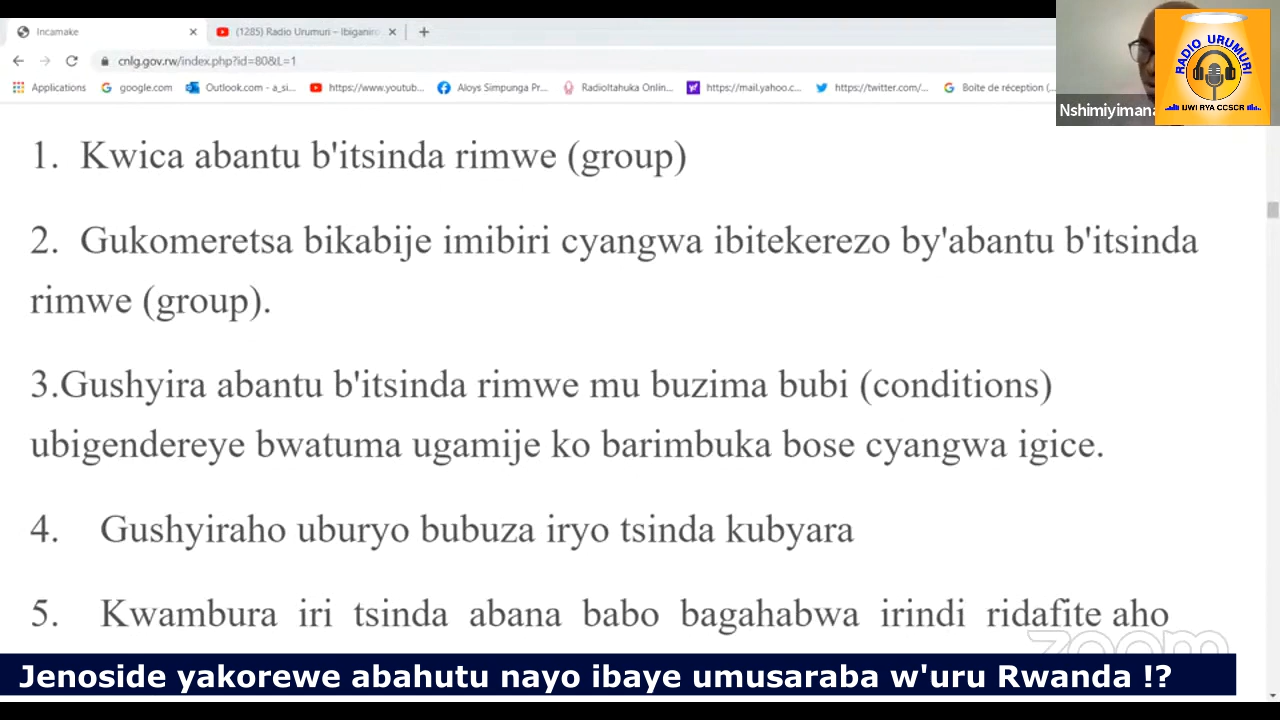 Incamake
(1285) Radio Urumuri – Ibiganiro
cnlg.gov.rw/index.php?id=80&L=1
Applications
google.com
Outlook.com - a_si...
https://www.youtub...
Aloys Simpunga Pr...
Radioltahuka Onlin...
https://mail.yahoo.c...
https://twitter.com/...
Boîte de réception (...
RADIO URUMURI
UWI RYA CCSCR
Nshimiyimana
1. Kwica abantu b'itsinda rimwe (group)
2. Gukomeretsa bikabije imibiri cyangwa ibitekerezo by'abantu b'itsinda
rimwe (group).
3.Gushyira abantu b'itsinda rimwe mu buzima bubi (conditions)
ubigendereye bwatuma ugamije ko barimbuka bose cyangwa igice.
4. Gushyiraho uburyo bubuza iryo tsinda kubyara
5. Kwambura iri tsinda abana babo bagahabwa irindi ridafite aho
zoom
Jenoside yakorewe abahutu nayo ibaye umusaraba w'uru Rwanda !?